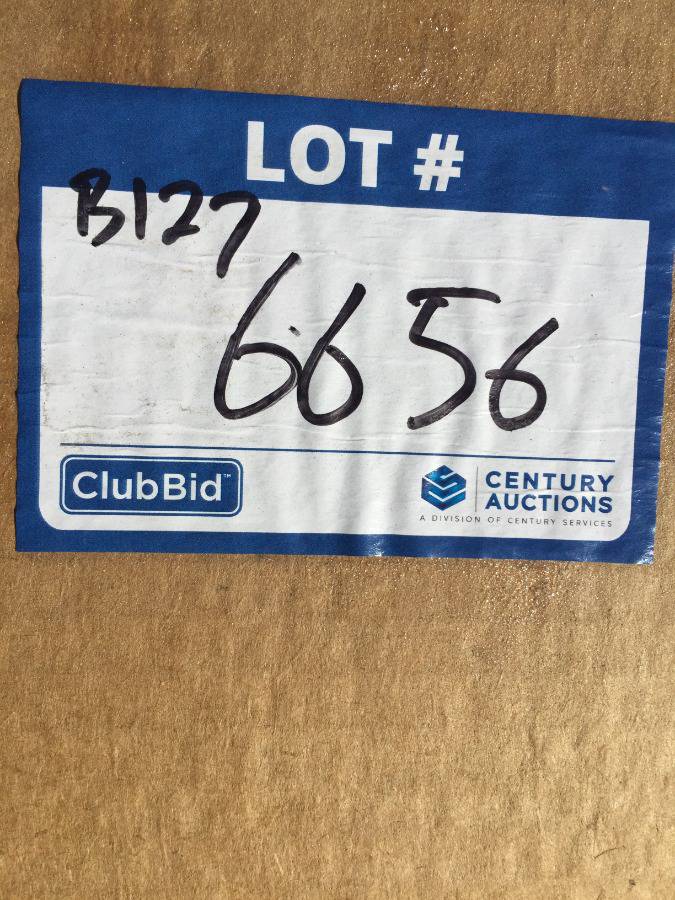 LOT #
B127
6656
ClubBid™
CENTURY
AUCTIONS
A DIVISION OF CENTURY SERVICES